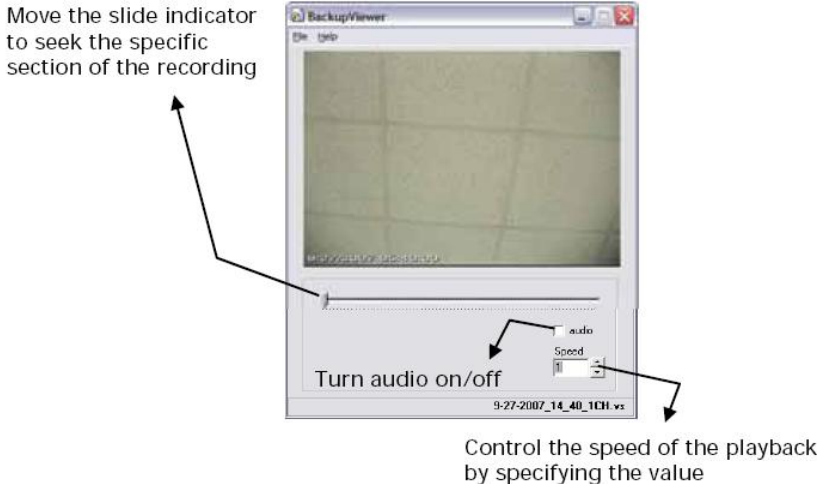 Move the slide indicator
to seek the specific
section of the recording
BackupViewer
File Help
audio
Speed
1
Turn audio on/off
9-27-2007_14_40_1CH.vs
Control the speed of the playback
by specifying the value